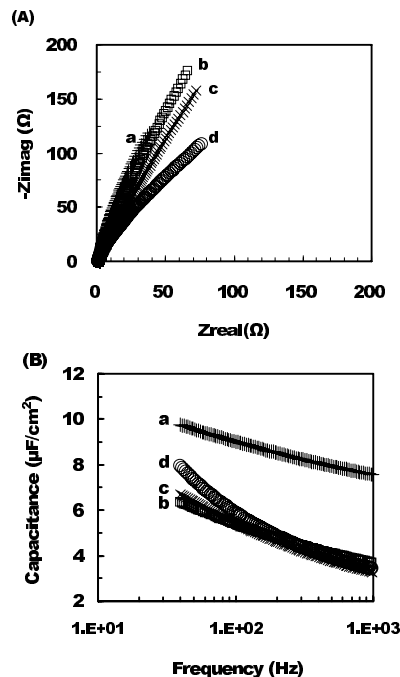 (A)
200
150
100
50
0
-Zimag (Ω)
a
b
c
d
0 50 100 150 200
Zreal(Ω)
(B)
12
10
8
6
4
2
Capacitance (µF/cm²)
a
d
c
b
1.E+01 1.E+02 1.E+03
Frequency (Hz)